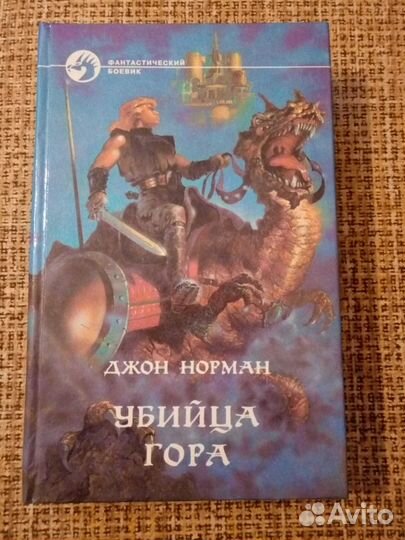 ФАНТАСТИЧЕСКИЙ
БОЕВИК
ДЖОН НОРМАН
УБИЙЦА
ГОРА
Avito